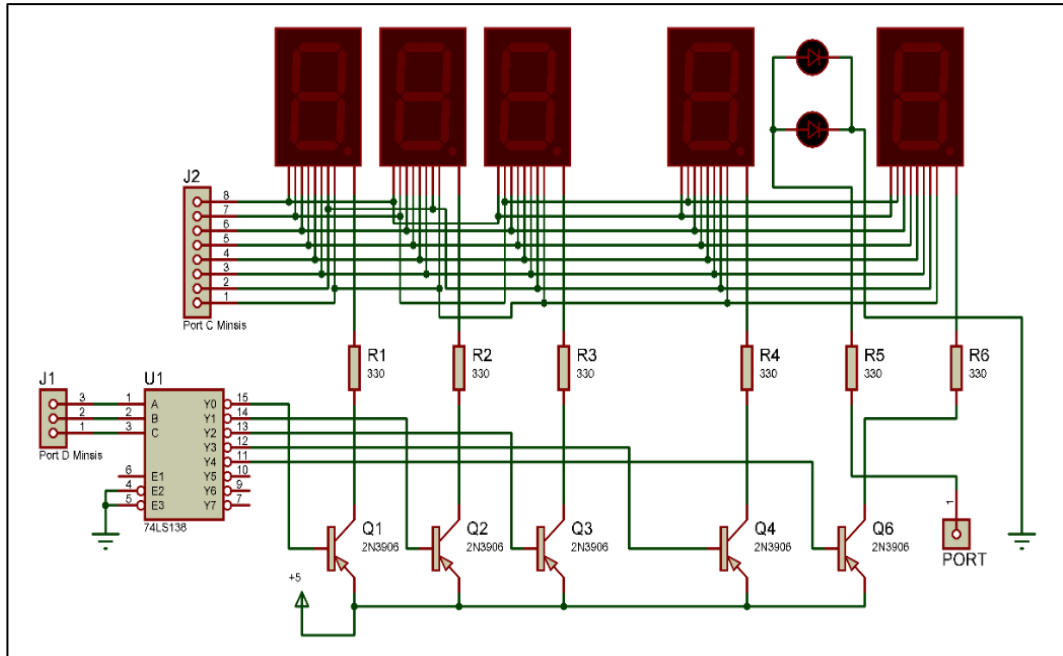 J2
8
7
6
5
4
3
2
1
Port C Minsis
R1
330
R2
330
R3
330
R4
330
R5
330
R6
330
J1
3
2
1
Port D Minsis
U1
1 A Y0 15
2 B Y1 14
3 C Y2 13
Y3 12
Y4 11
6 E1 Y5 10
4 E2 Y6 9
5 E3 Y7 7
74LS138
Q1
2N3906
Q2
2N3906
Q3
2N3906
Q4
2N3906
Q6
2N3906
1
PORT
+5